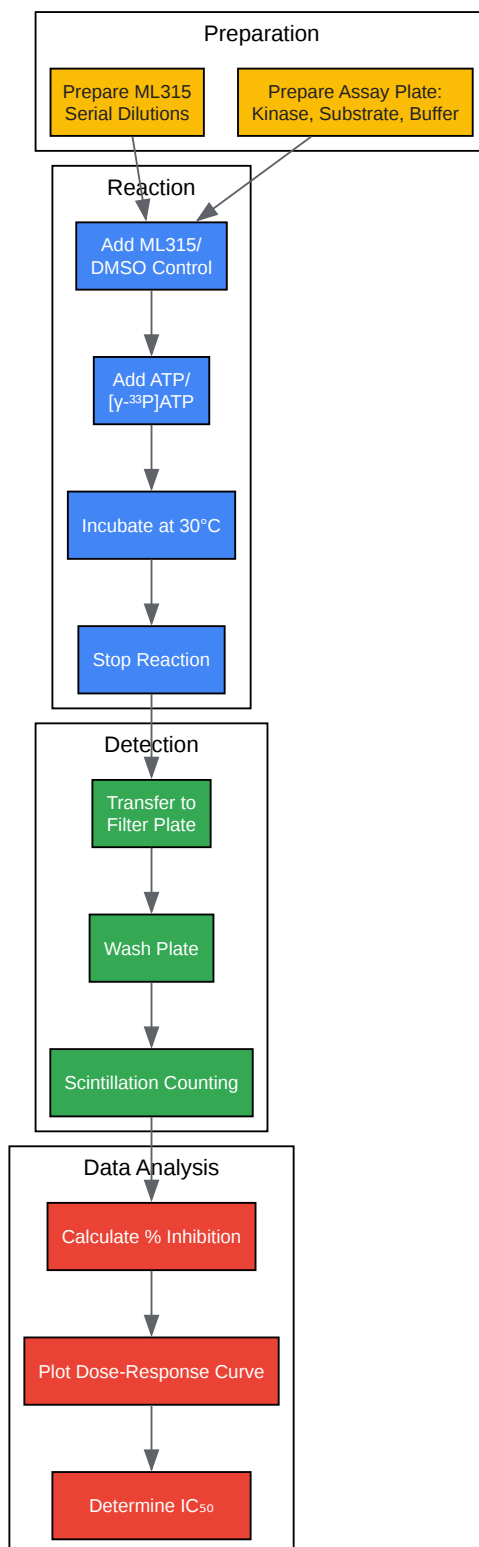 Preparation
Prepare ML315
Serial Dilutions
Prepare Assay Plate:
Kinase, Substrate, Buffer
Reaction
Add ML315/
DMSO Control
Add ATP/
[γ-³³P]ATP
Incubate at 30°C
Stop Reaction
Detection
Transfer to
Filter Plate
Wash Plate
Scintillation Counting
Data Analysis
Calculate % Inhibition
Plot Dose-Response Curve
Determine IC₅₀